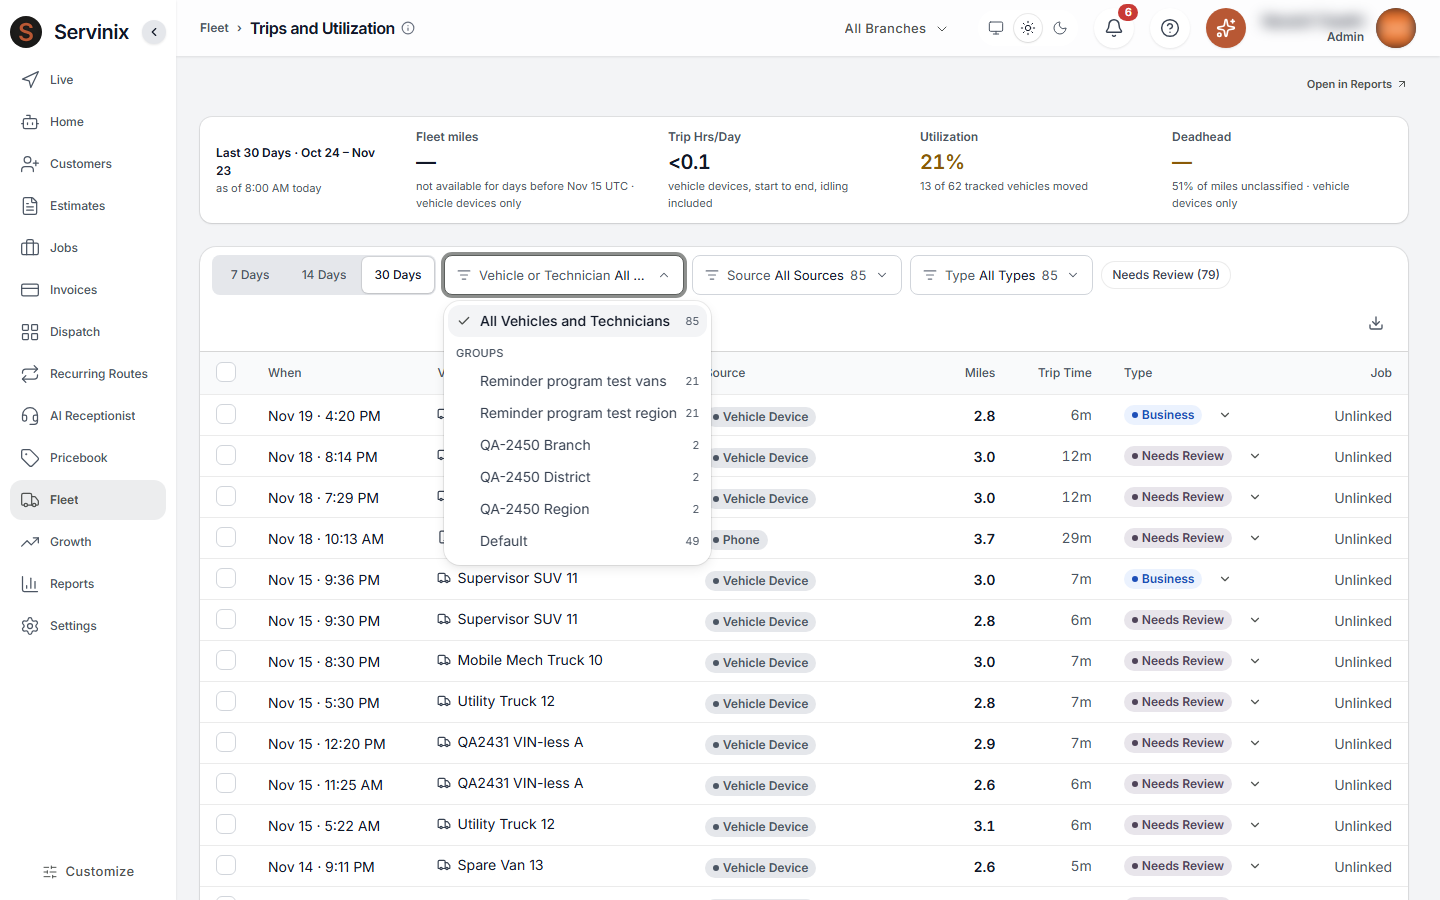 Servinix
Fleet › Trips and Utilization
All Branches
6
Admin
Live
Home
Customers
Estimates
Jobs
Invoices
Dispatch
Recurring Routes
AI Receptionist
Pricebook
Fleet
Growth
Reports
Settings
Customize
Open in Reports
Last 30 Days · Oct 24 – Nov
23
as of 8:00 AM today
Fleet miles
—
not available for days before Nov 15 UTC ·
vehicle devices only
Trip Hrs/Day
<0.1
vehicle devices, start to end, idling
included
Utilization
21%
13 of 62 tracked vehicles moved
Deadhead
—
51% of miles unclassified · vehicle
devices only
7 Days 14 Days 30 Days Vehicle or Technician All ... Source All Sources 85 Type All Types 85 Needs Review (79)
All Vehicles and Technicians 85
GROUPS
Reminder program test vans 21
Reminder program test region 21
QA-2450 Branch 2
QA-2450 District 2
QA-2450 Region 2
Default 49
When V ource Miles Trip Time Type Job
Nov 19 · 4:20 PM Vehicle Device 2.8 6m Business Unlinked
Nov 18 · 8:14 PM Vehicle Device 3.0 12m Needs Review Unlinked
Nov 18 · 7:29 PM Vehicle Device 3.0 12m Needs Review Unlinked
Nov 18 · 10:13 AM Phone 3.7 29m Needs Review Unlinked
Nov 15 · 9:36 PM Supervisor SUV 11 Vehicle Device 3.0 7m Business Unlinked
Nov 15 · 9:30 PM Supervisor SUV 11 Vehicle Device 2.8 6m Needs Review Unlinked
Nov 15 · 8:30 PM Mobile Mech Truck 10 Vehicle Device 3.0 7m Needs Review Unlinked
Nov 15 · 5:30 PM Utility Truck 12 Vehicle Device 2.8 7m Needs Review Unlinked
Nov 15 · 12:20 PM QA2431 VIN-less A Vehicle Device 2.9 7m Needs Review Unlinked
Nov 15 · 11:25 AM QA2431 VIN-less A Vehicle Device 2.6 6m Needs Review Unlinked
Nov 15 · 5:22 AM Utility Truck 12 Vehicle Device 3.1 6m Needs Review Unlinked
Nov 14 · 9:11 PM Spare Van 13 Vehicle Device 2.6 5m Needs Review Unlinked